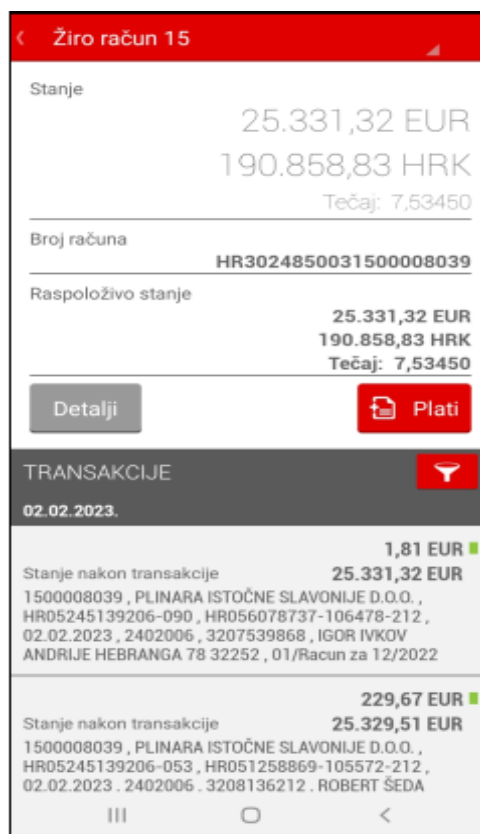 Žiro račun 15
Stanje
25.331,32 EUR
190.858,83 HRK
Tečaj: 7,53450
Broj računa
HR3024850031500008039
Raspoloživo stanje
25.331,32 EUR
190.858,83 HRK
Tečaj: 7,53450
Detalji
Plati
TRANSAKCIJE
02.02.2023.
1,81 EUR
Stanje nakon transakcije 25.331,32 EUR
1500008039 , PLINARA ISTOČNE SLAVONIJE D.O.O. ,
HR05245139206-090 , HR056078737-106478-212 ,
02.02.2023 , 2402006 , 3207539868 , IGOR IVKOV
ANDRIJE HEBRANGA 78 32252 , 01/Racun za 12/2022
229,67 EUR
Stanje nakon transakcije 25.329,51 EUR
1500008039 , PLINARA ISTOČNE SLAVONIJE D.O.O. ,
HR05245139206-053 , HR051258869-105572-212 ,
02.02.2023 , 2402006 , 3208136212 , ROBERT ŠEDA